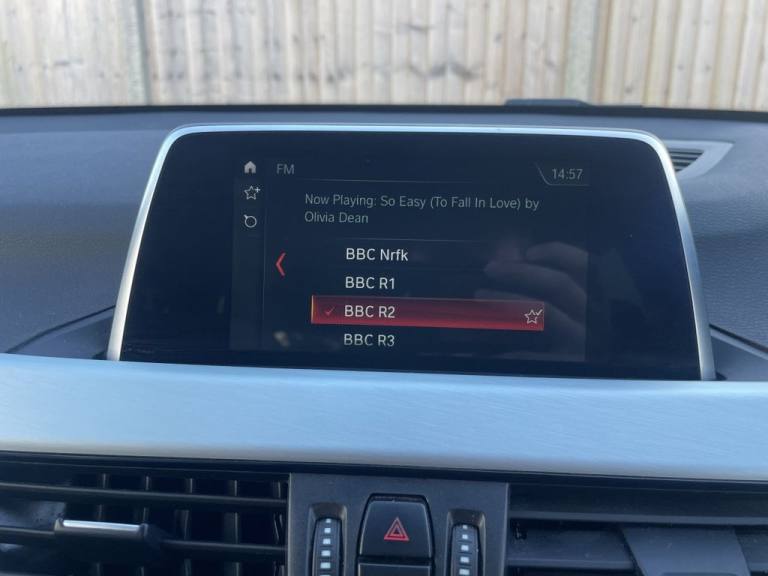 FM
14:57
Now Playing: So Easy (To Fall In Love) by
Olivia Dean
BBC Nrfk
BBC R1
BBC R2
BBC R3